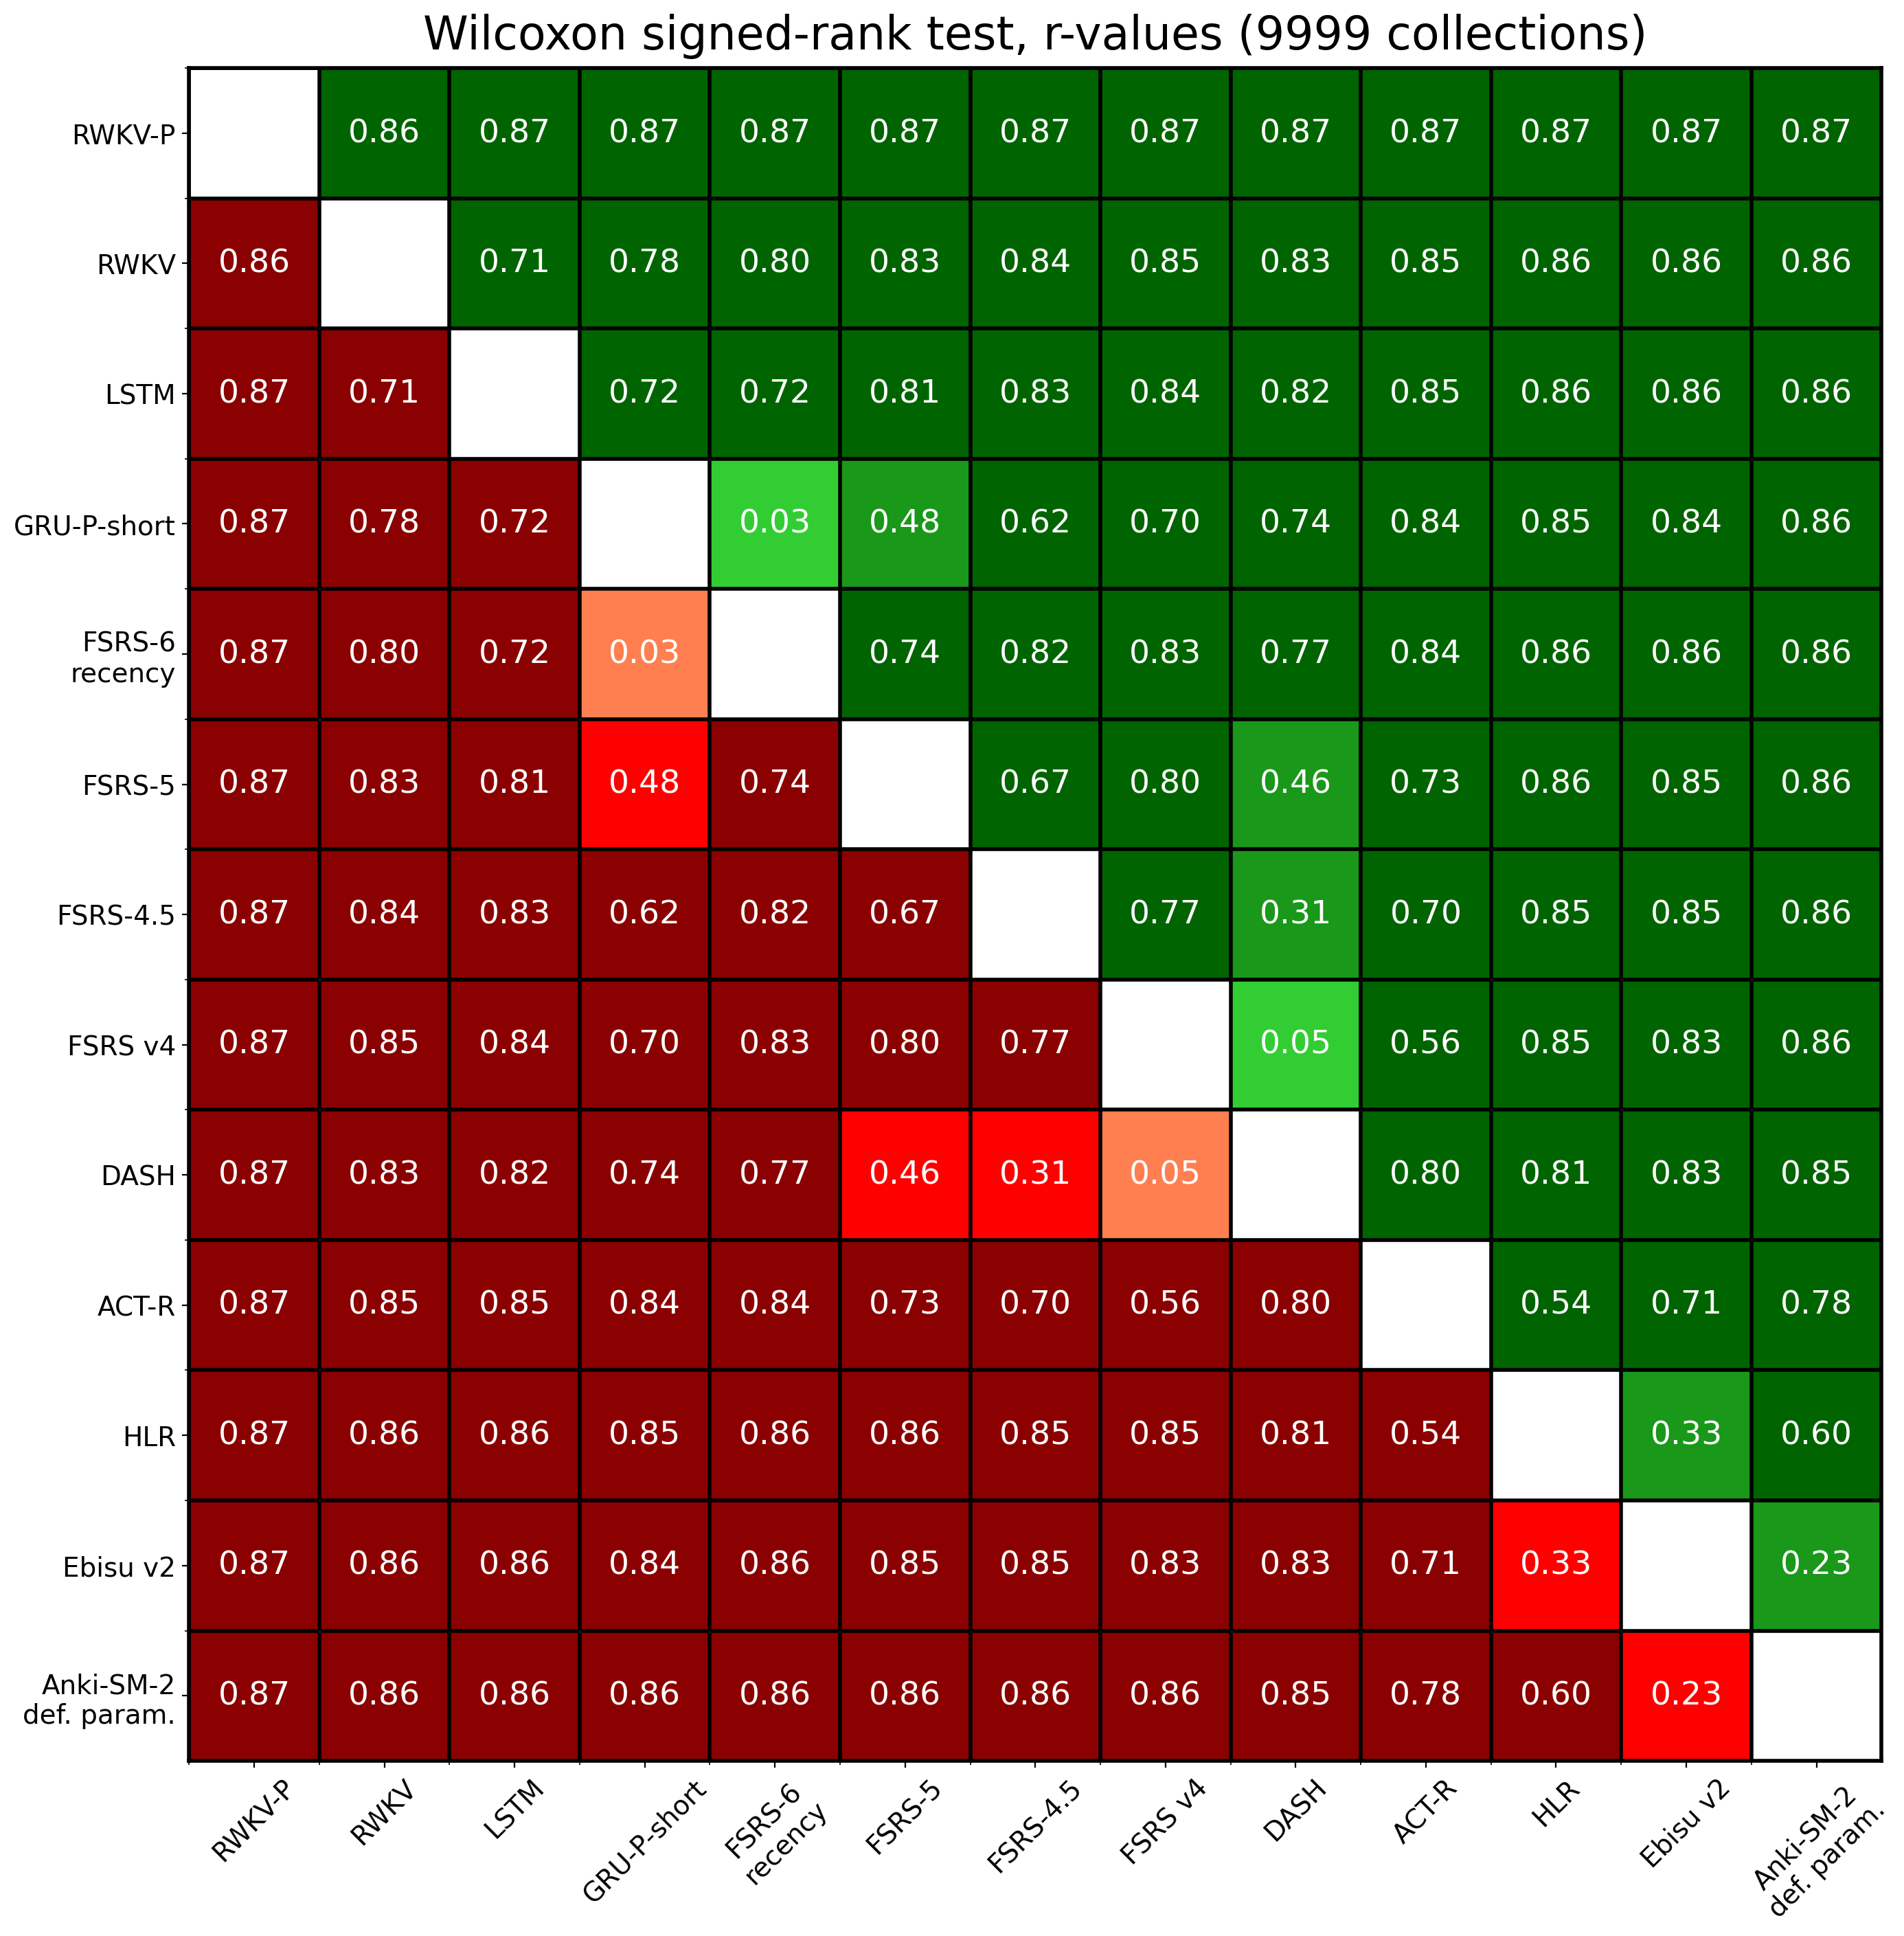 Wilcoxon signed-rank test, r-values (9999 collections)
RWKV-P 0.86 0.87 0.87 0.87 0.87 0.87 0.87 0.87 0.87 0.87 0.87 0.87
RWKV 0.86 0.71 0.78 0.80 0.83 0.84 0.85 0.83 0.85 0.86 0.86 0.86
LSTM 0.87 0.71 0.72 0.72 0.81 0.83 0.84 0.82 0.85 0.86 0.86 0.86
GRU-P-short 0.87 0.78 0.72 0.03 0.48 0.62 0.70 0.74 0.84 0.85 0.84 0.86
FSRS-6
recency 0.87 0.80 0.72 0.03 0.74 0.82 0.83 0.77 0.84 0.86 0.86 0.86
FSRS-5 0.87 0.83 0.81 0.48 0.74 0.67 0.80 0.46 0.73 0.86 0.85 0.86
FSRS-4.5 0.87 0.84 0.83 0.62 0.82 0.67 0.77 0.31 0.70 0.85 0.85 0.86
FSRS v4 0.87 0.85 0.84 0.70 0.83 0.80 0.77 0.05 0.56 0.85 0.83 0.86
DASH 0.87 0.83 0.82 0.74 0.77 0.46 0.31 0.05 0.80 0.81 0.83 0.85
ACT-R 0.87 0.85 0.85 0.84 0.84 0.73 0.70 0.56 0.80 0.54 0.71 0.78
HLR 0.87 0.86 0.86 0.85 0.86 0.86 0.85 0.85 0.81 0.54 0.33 0.60
Ebisu v2 0.87 0.86 0.86 0.84 0.86 0.85 0.85 0.83 0.83 0.71 0.33 0.23
Anki-SM-2
def. param. 0.87 0.86 0.86 0.86 0.86 0.86 0.86 0.86 0.85 0.78 0.60 0.23
RWKV-P
RWKV
LSTM
GRU-P-short
FSRS-6
recency
FSRS-5
FSRS-4.5
FSRS v4
DASH
ACT-R
HLR
Ebisu v2
Anki-SM-2
def. param.